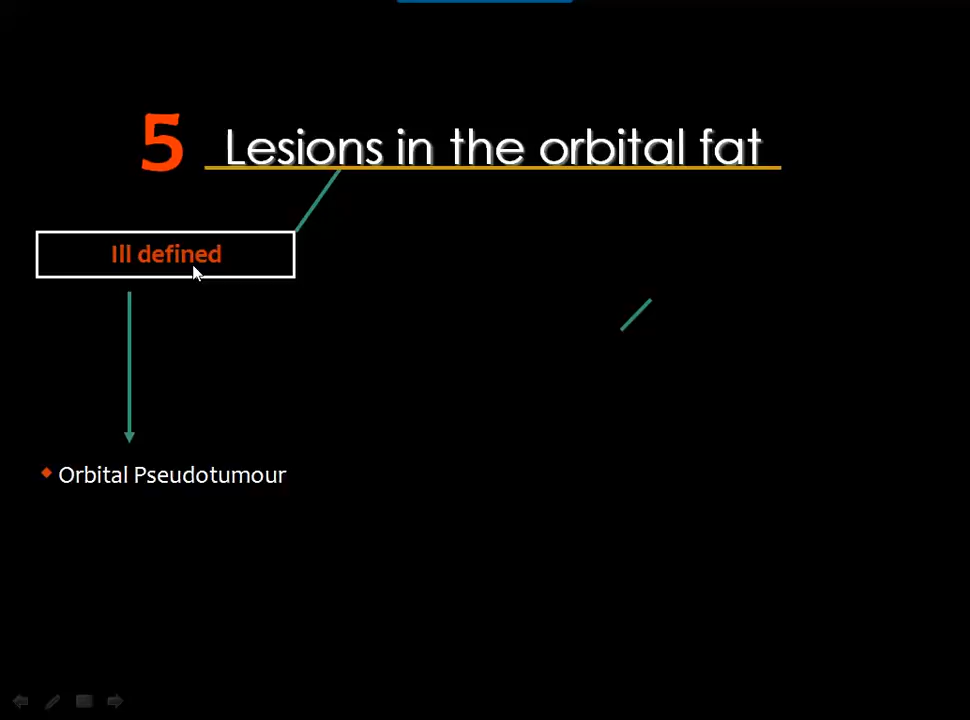 5 Lesions in the orbital fat
Ill defined
Orbital Pseudotumour